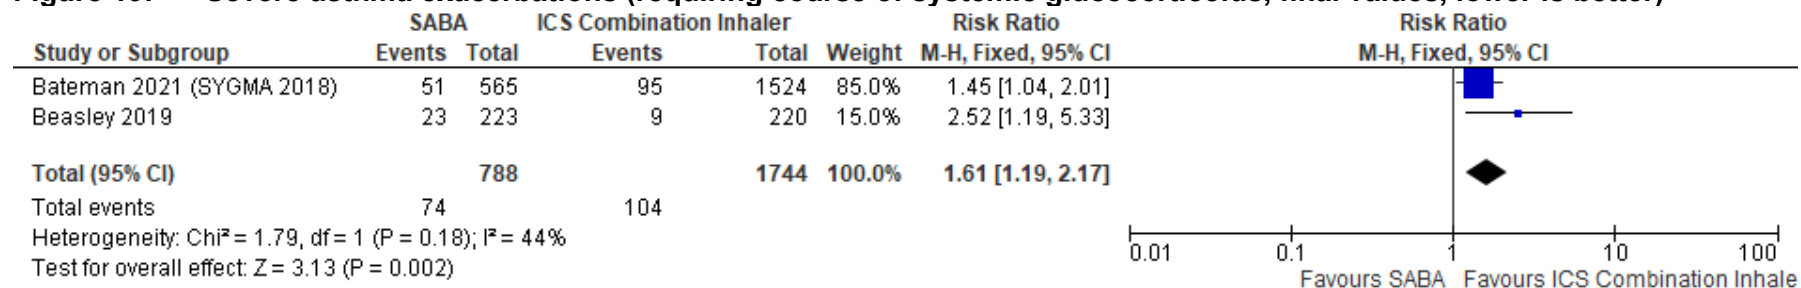 SABA ICS Combination Inhaler Risk Ratio Risk Ratio
Study or Subgroup Events Total Events Total Weight M-H, Fixed, 95% CI M-H, Fixed, 95% CI
Bateman 2021 (SYGMA 2018) 51 565 95 1524 85.0% 1.45 [1.04, 2.01]
Beasley 2019 23 223 9 220 15.0% 2.52 [1.19, 5.33]
Total (95% CI) 788 1744 100.0% 1.61 [1.19, 2.17]
Total events 74 104
Heterogeneity: Chi² = 1.79, df = 1 (P = 0.18); I² = 44%
Test for overall effect: Z = 3.13 (P = 0.002)
0.01 0.1 1 10 100
Favours SABA Favours ICS Combination Inhale